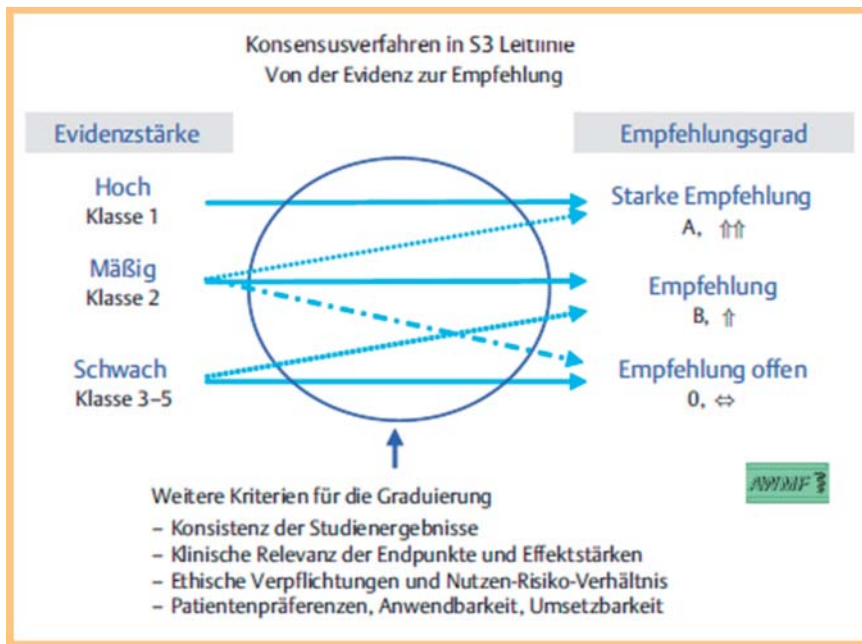 Konsensusverfahren in S3 Leitlinie
Von der Evidenz zur Empfehlung
Evidenzstärke
Empfehlungsgrad
Hoch
Klasse 1
Starke Empfehlung
A, ⇑⇑
Mäßig
Klasse 2
Empfehlung
B, ⇑
Schwach
Klasse 3–5
Empfehlung offen
0, ⇔
AWMF
Weitere Kriterien für die Graduierung
– Konsistenz der Studienergebnisse
– Klinische Relevanz der Endpunkte und Effektstärken
– Ethische Verpflichtungen und Nutzen-Risiko-Verhältnis
– Patientenpräferenzen, Anwendbarkeit, Umsetzbarkeit